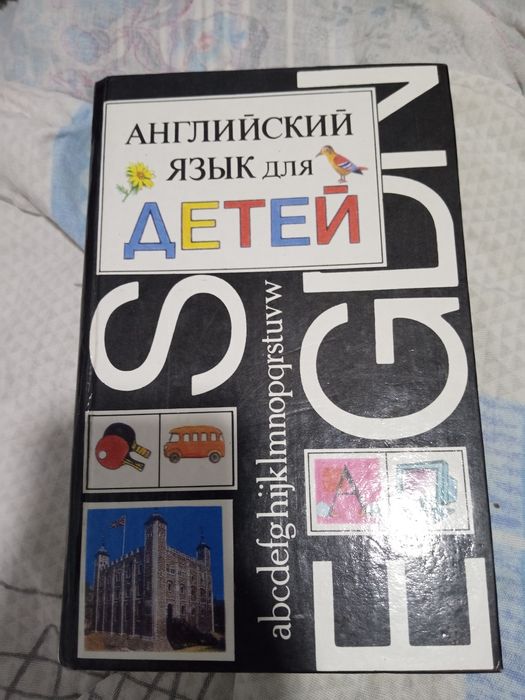 АНГЛИЙСКИЙ
ЯЗЫК для
ДЕТЕЙ
S
abcdefghijklmnopqrstuvw
E G
A